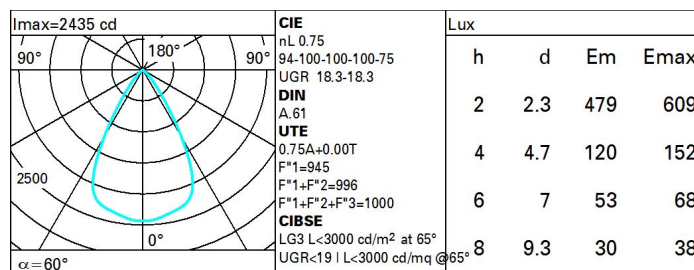 Imax=2435 cd
90° 180° 90°
2500
0°
α=60°
CIE
nL 0.75
94-100-100-100-75
UGR 18.3-18.3
DIN
A.61
UTE
0.75A+0.00T
F"1=945
F"1+F"2=996
F"1+F"2+F"3=1000
CIBSE
LG3 L<3000 cd/m² at 65°
UGR<19 | L<3000 cd/mq @65°
Lux
h d Em Emax
2 2.3 479 609
4 4.7 120 152
6 7 53 68
8 9.3 30 38